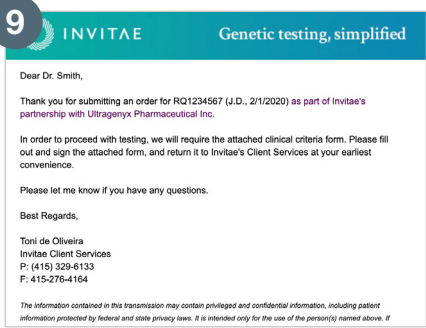 9
INVITAE
Genetic testing, simplified
Dear Dr. Smith,
Thank you for submitting an order for RQ1234567 (J.D., 2/1/2020) as part of Invitae's
partnership with Ultragenyx Pharmaceutical Inc.
In order to proceed with testing, we will require the attached clinical criteria form. Please fill
out and sign the attached form, and return it to Invitae's Client Services at your earliest
convenience.
Please let me know if you have any questions.
Best Regards,
Toni de Oliveira
Invitae Client Services
P: (415) 329-6133
F: 415-276-4164
The information contained in this transmission may contain privileged and confidential information, including patient
information protected by federal and state privacy laws. It is intended only for the use of the person(s) named above. If